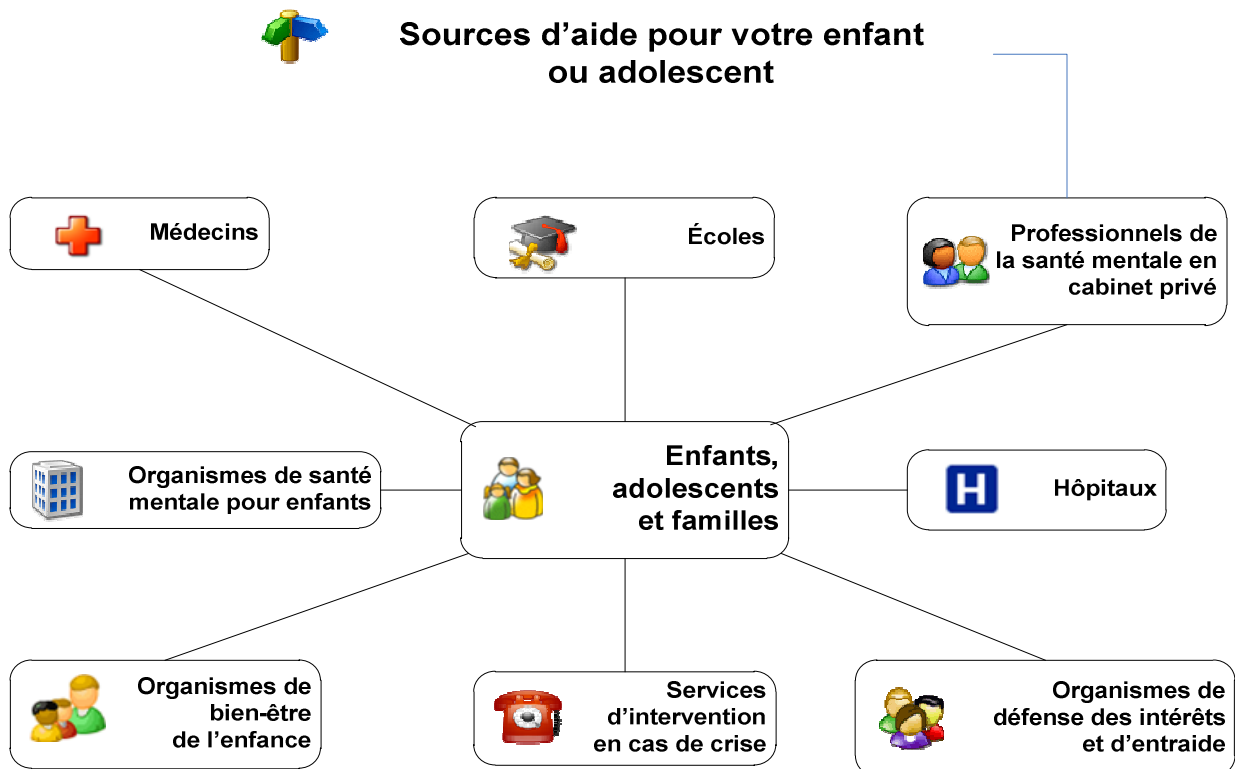 Sources d’aide pour votre enfant
ou adolescent
Médecins
Écoles
Professionnels de
la santé mentale en
cabinet privé
Organismes de santé
mentale pour enfants
Enfants,
adolescents
et familles
H
Hôpitaux
Organismes de
bien-être
de l’enfance
Services
d’intervention
en cas de crise
Organismes de
défense des intérêts
et d’entraide